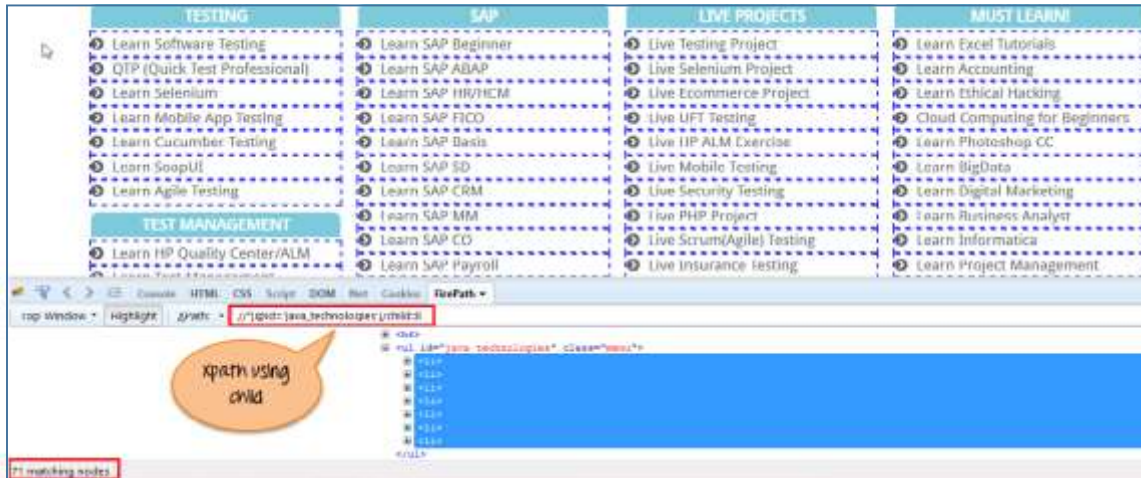 TESTING
Learn Software Testing
QTP (Quick Test Professional)
Learn Selenium
Learn Mobile App Testing
Learn Cucumber Testing
Learn SoapUI
Learn Agile Testing
TEST MANAGEMENT
Learn HP Quality Center/ALM
Learn Test Management
SAP
Learn SAP Beginner
Learn SAP ABAP
Learn SAP HR/HCM
Learn SAP FICO
Learn SAP Basis
Learn SAP SD
Learn SAP CRM
Learn SAP MM
Learn SAP CO
Learn SAP Payroll
LIVE PROJECTS
Live Testing Project
Live Selenium Project
Live Ecommerce Project
Live UFT Testing
Live HP ALM Exercise
Live Mobile Testing
Live Security Testing
Live PHP Project
Live Scrum(Agile) Testing
Live Insurance Testing
MUST LEARN!
Learn Excel Tutorials
Learn Accounting
Learn Ethical Hacking
Cloud Computing for Beginners
Learn Photoshop CC
Learn BigData
Learn Digital Marketing
Learn Business Analyst
Learn Informatica
Learn Project Management
Console HTML CSS Script DOM Net Cookies FirePath
Top Window Highlight XPath: //*[@id='java_technologies']/child::li
xpath using
child
<h4>
<ul id="java_technologies" class="menu">
<li>
<li>
<li>
<li>
<li>
<li>
<li>
</ul>
71 matching nodes